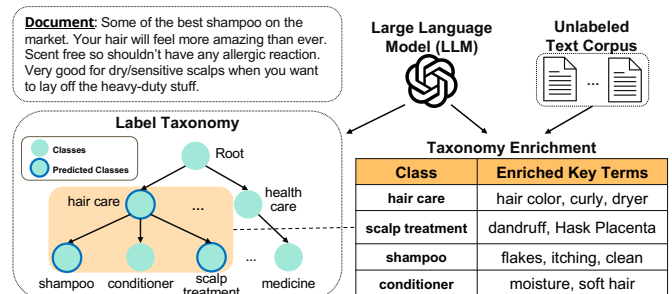 Document: Some of the best shampoo on the
market. Your hair will feel more amazing than ever.
Scent free so shouldn't have any allergic reaction.
Very good for dry/sensitive scalps when you want
to lay off the heavy-duty stuff.
Large Language
Model (LLM)
Unlabeled
Text Corpus
...
Label Taxonomy
Classes
Predicted Classes
Root
hair care
...
health
care
shampoo
conditioner
scalp
treatment
...
medicine
Taxonomy Enrichment
Class Enriched Key Terms
hair care hair color, curly, dryer
scalp treatment dandruff, Hask Placenta
shampoo flakes, itching, clean
conditioner moisture, soft hair